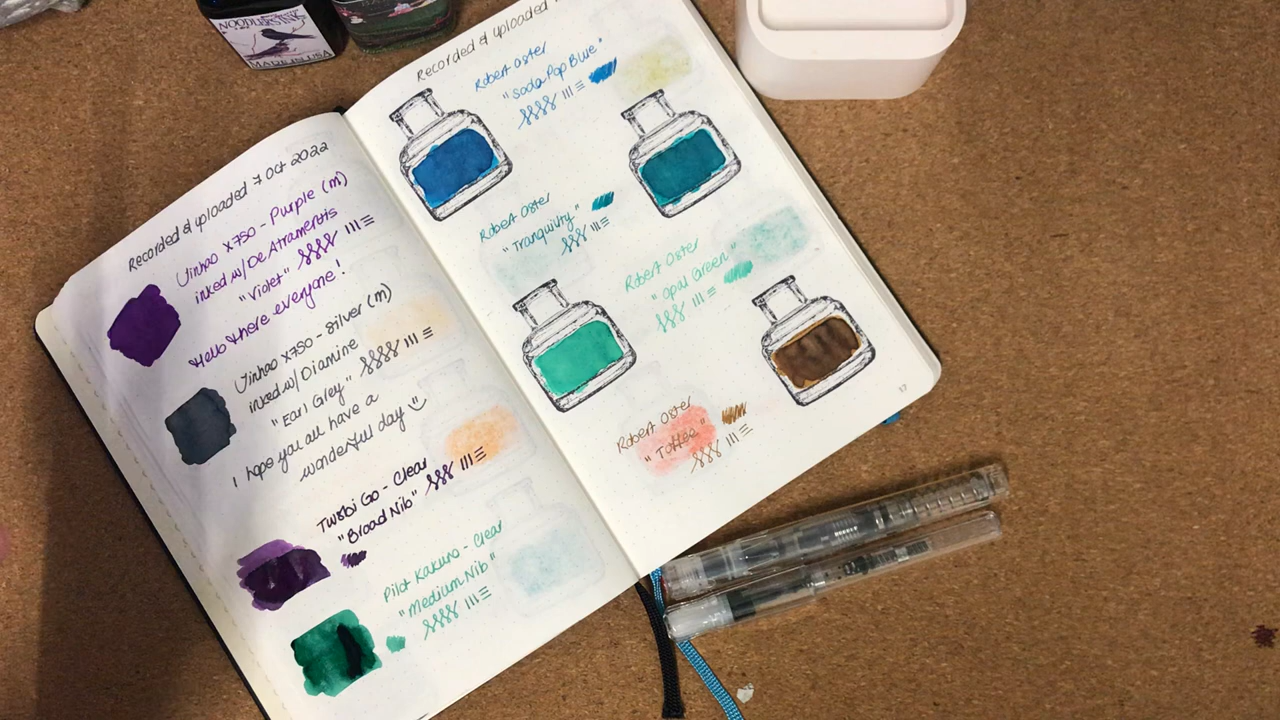 NOODLER'S INK
MADE IN USA
Recorded & uploaded 7 Oct 2022
Jinhao X750 - Purple (m)
inked w/ De Atramentis
"Violet"
Hello there everyone!
Jinhao X750 - Silver (m)
inked w/ Diamine
"Earl Grey"
I hope you all have a
wonderful day
Twsbi Go - Clear
"Broad Nib"
Pilot Kakuno - Clear
"Medium Nib"
Recorded & uploaded
Robert Oster
"Soda Pop Blue"
Robert Oster
"Tranquility"
Robert Oster
"Opal Green"
Robert Oster
"Toffee"
37